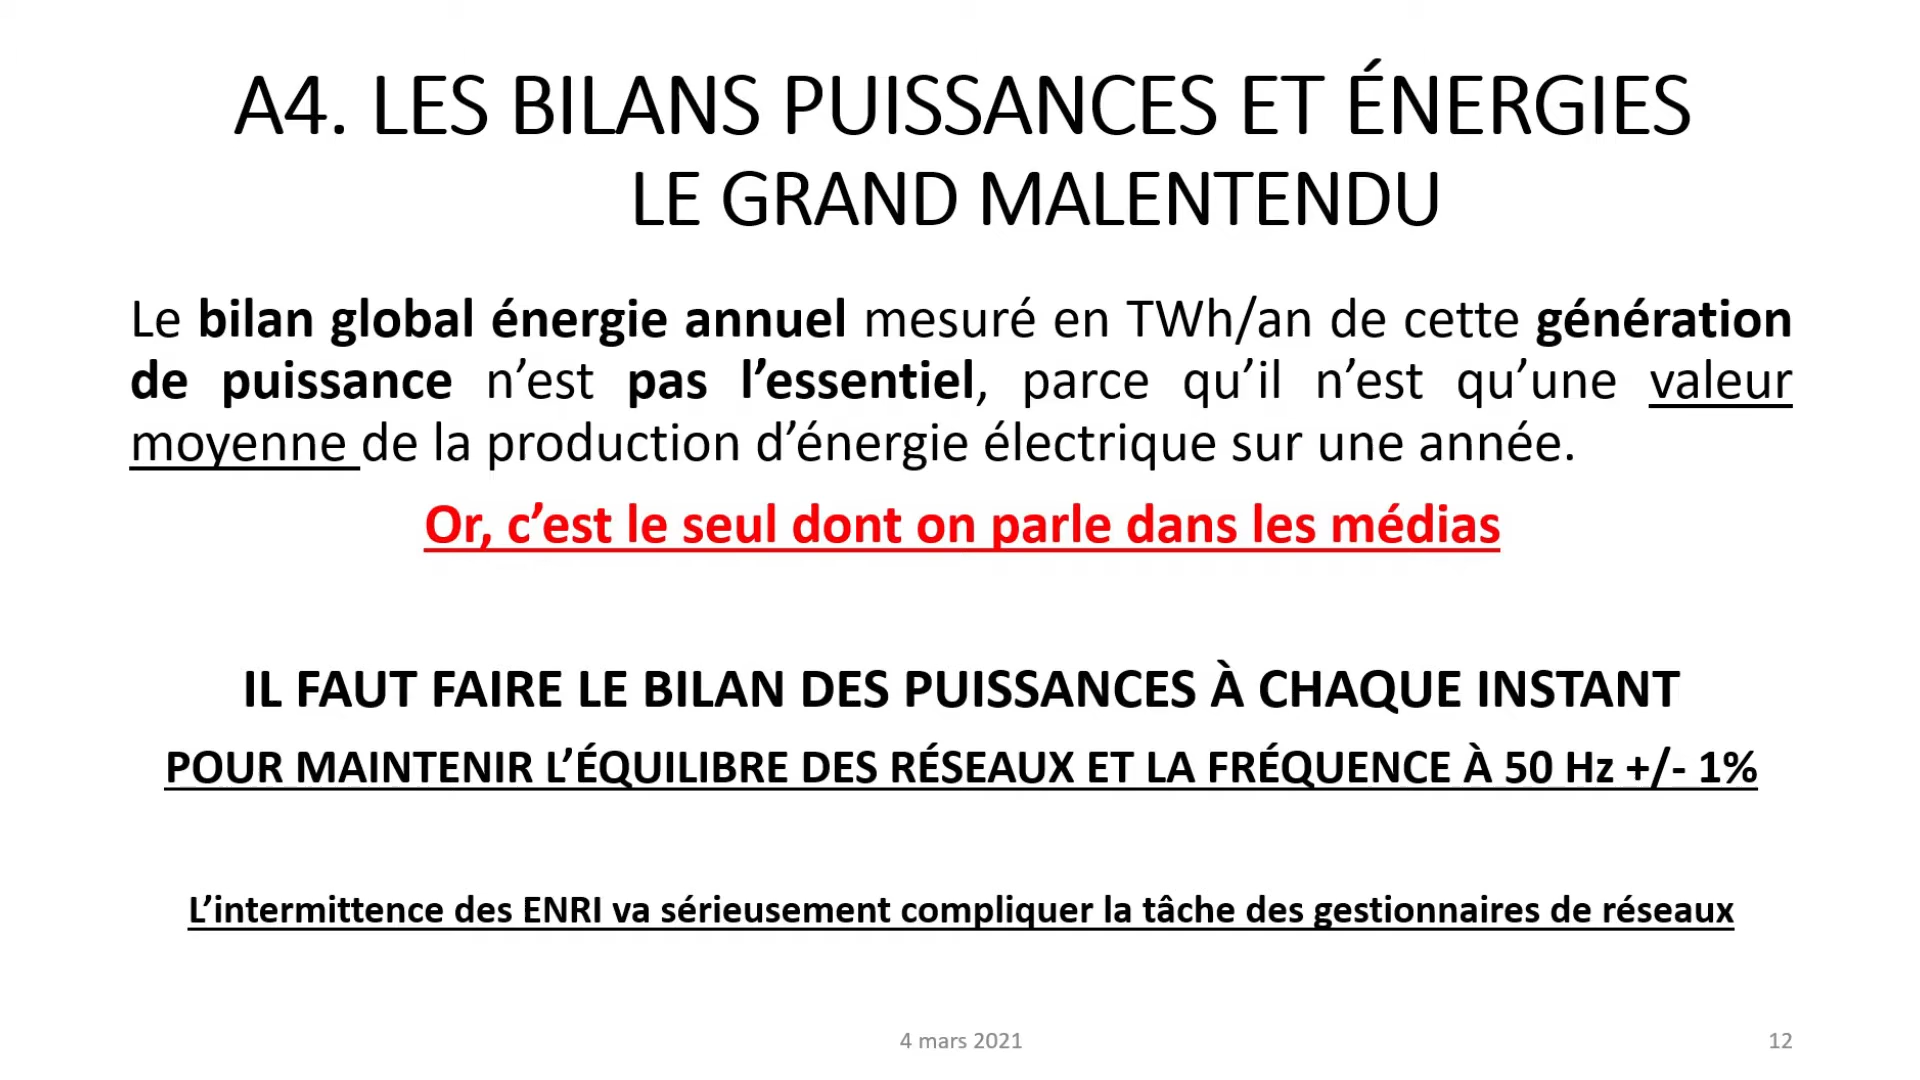 A4. LES BILANS PUISSANCES ET ÉNERGIES
LE GRAND MALENTENDU
Le bilan global énergie annuel mesuré en TWh/an de cette génération
de puissance n’est pas l’essentiel, parce qu’il n’est qu’une valeur
moyenne de la production d’énergie électrique sur une année.
Or, c’est le seul dont on parle dans les médias
IL FAUT FAIRE LE BILAN DES PUISSANCES À CHAQUE INSTANT
POUR MAINTENIR L’ÉQUILIBRE DES RÉSEAUX ET LA FRÉQUENCE À 50 Hz +/- 1%
L’intermittence des ENRI va sérieusement compliquer la tâche des gestionnaires de réseaux
4 mars 2021
12